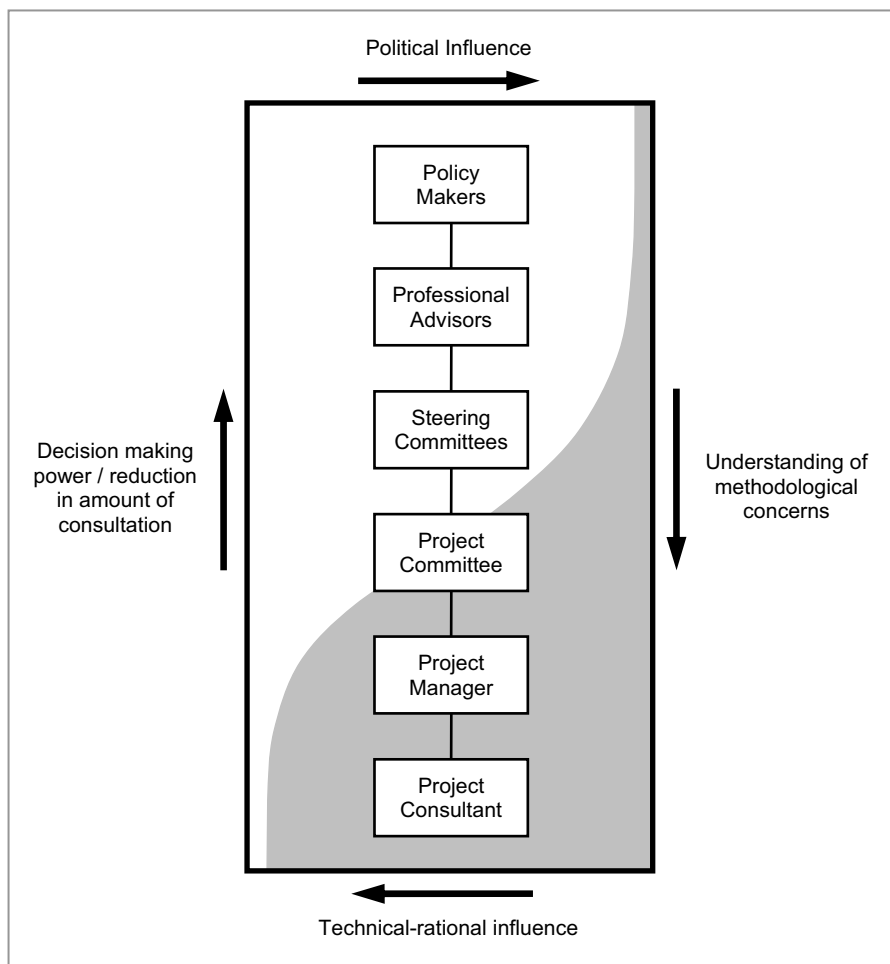 Political Influence
Policy
Makers
Professional
Advisors
Steering
Committees
Decision making
power / reduction
in amount of
consultation
Understanding of
methodological
concerns
Project
Committee
Project
Manager
Project
Consultant
Technical-rational influence